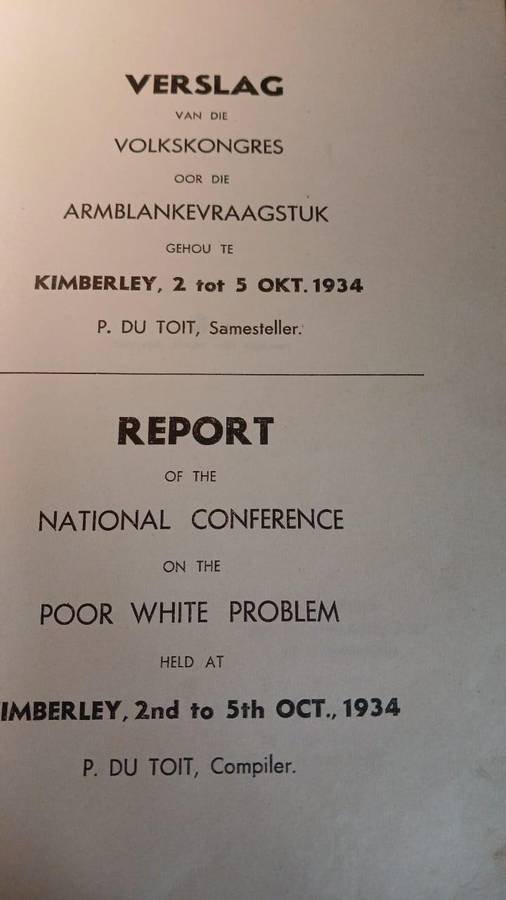 VERSLAG
VAN DIE
VOLKSKONGRES
OOR DIE
ARMBLANKEVRAAGSTUK
GEHOU TE
KIMBERLEY, 2 tot 5 OKT. 1934
P. DU TOIT, Samesteller.
REPORT
OF THE
NATIONAL CONFERENCE
ON THE
POOR WHITE PROBLEM
HELD AT
IMBERLEY, 2nd to 5th OCT., 1934
P. DU TOIT, Compiler.